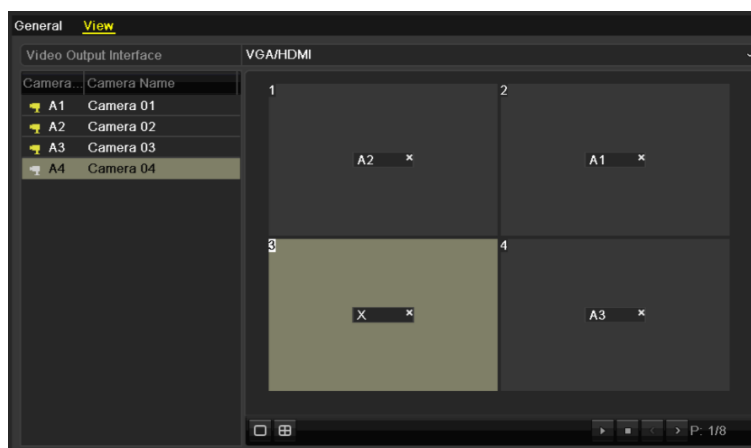 General View
Video Output Interface VGA/HDMI
Camera... Camera Name
A1 Camera 01
A2 Camera 02
A3 Camera 03
A4 Camera 04
1 2
A2 × A1 ×
3 4
X × A3 ×
P: 1/8